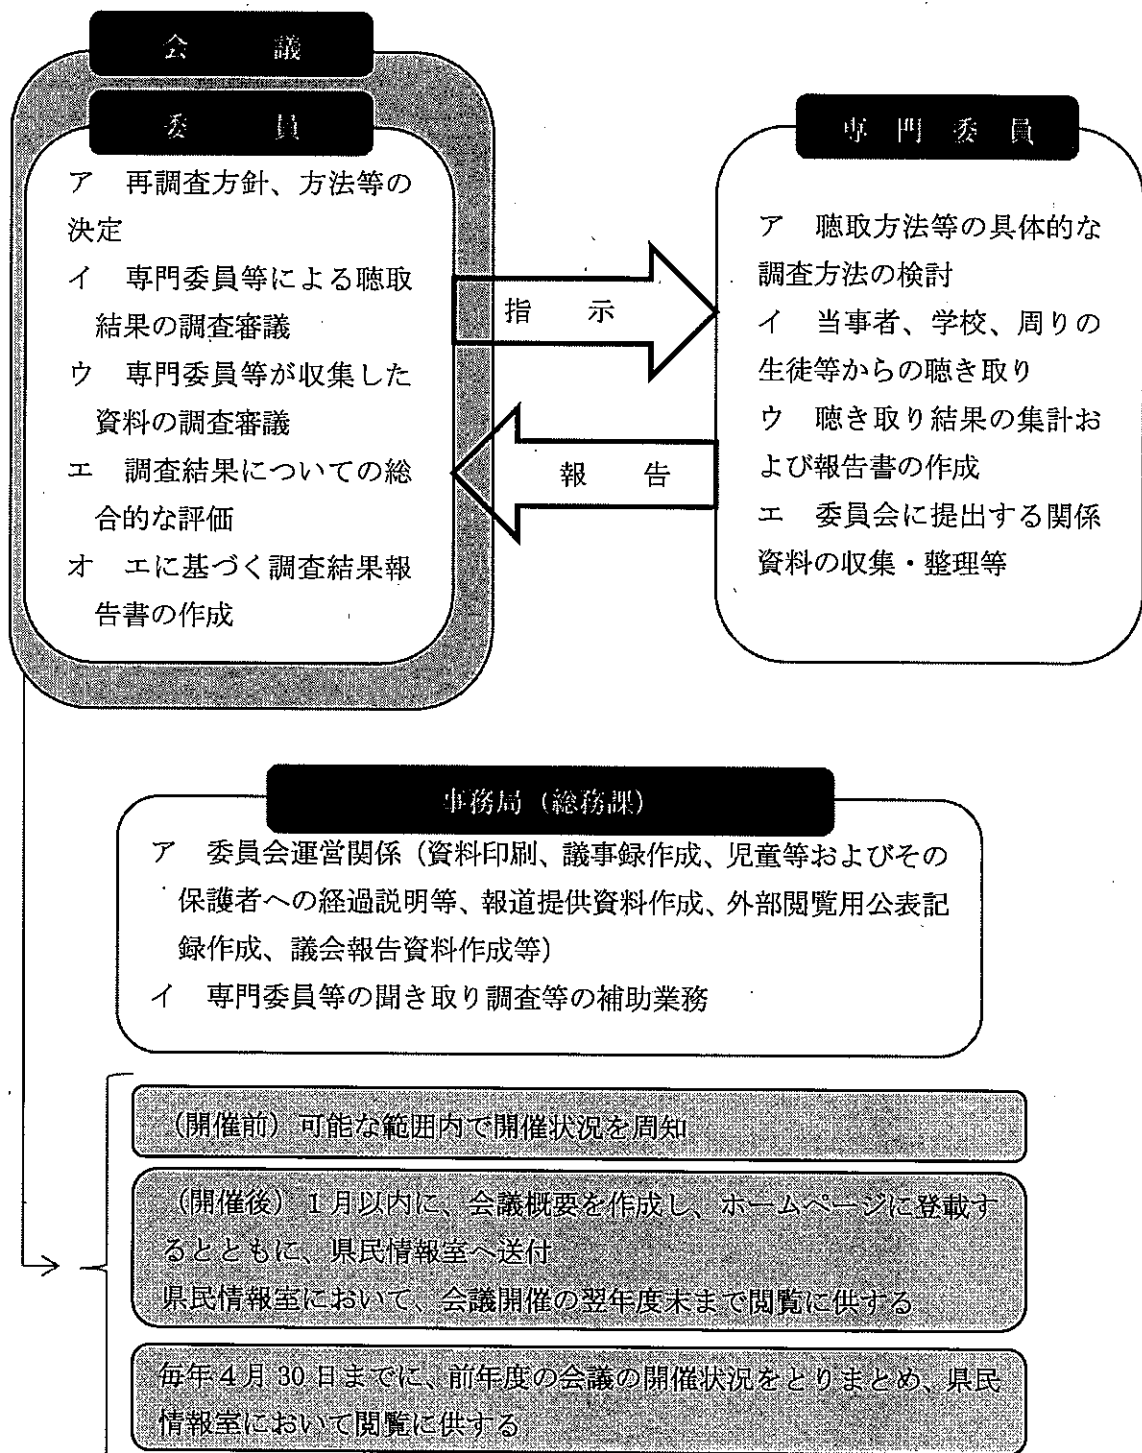 会　議
委　員
ア　再調査方針、方法等の
決定
イ　専門委員等による聴取
結果の調査審議
ウ　専門委員等が収集した
資料の調査審議
エ　調査結果についての総
合的な評価
オ　エに基づく調査結果報
告書の作成
指　示
報　告
専　門　委　員
ア　聴取方法等の具体的な
調査方法の検討
イ　当事者、学校、周りの
生徒等からの聴き取り
ウ　聴き取り結果の集計お
よび報告書の作成
エ　委員会に提出する関係
資料の収集・整理等
事務局（総務課）
ア　委員会運営関係（資料印刷、議事録作成、児童等およびその
保護者への経過説明等、報道提供資料作成、外部閲覧用公表記
録作成、議会報告資料作成等）
イ　専門委員等の聞き取り調査等の補助業務
（開催前）可能な範囲内で開催状況を周知
（開催後）１月以内に、会議概要を作成し、ホームページに登載す
るとともに、県民情報室へ送付
県民情報室において、会議開催の翌年度末まで閲覧に供する
毎年４月 30 日までに、前年度の会議の開催状況をとりまとめ、県民
情報室において閲覧に供する